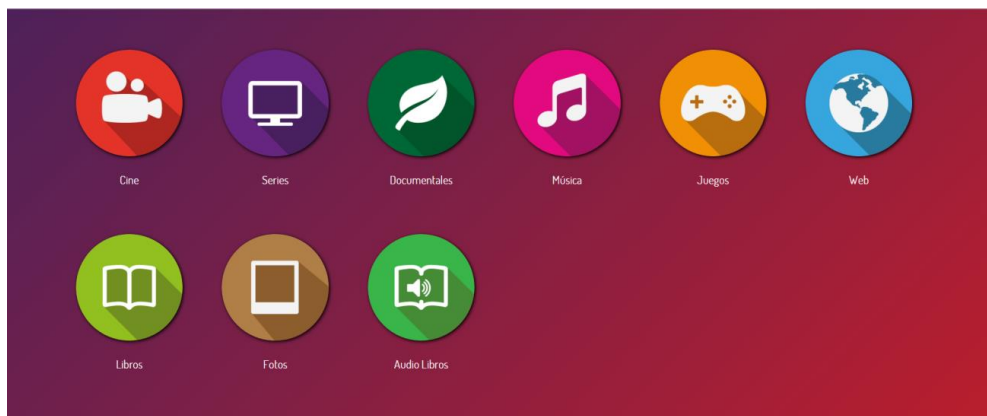 Cine
Series
Documentales
Música
Juegos
Web
Libros
Fotos
Audio Libros